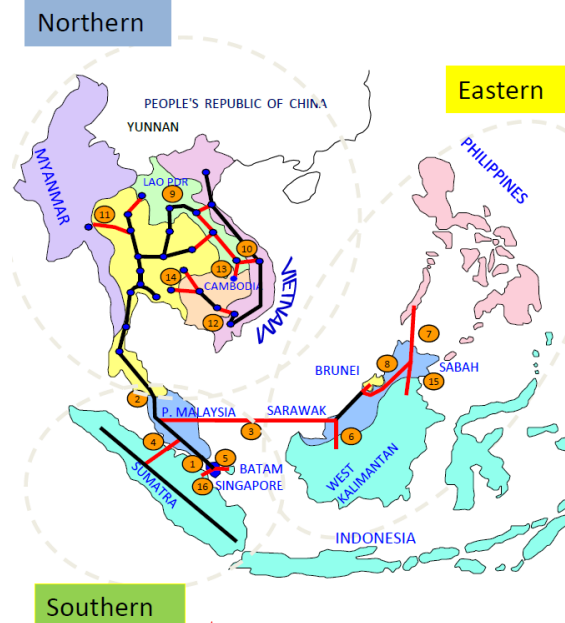 Northern
Eastern
PEOPLE'S REPUBLIC OF CHINA
YUNNAN
MYANMAR
PHILIPPINES
LAO PDR
9
11
10
VIETNAM
14
13
CAMBODIA
12
7
BRUNEI
8
SABAH
15
2
P. MALAYSIA
SARAWAK
3
6
4
1
5
BATAM
16
SINGAPORE
SUMATRA
WEST
KALIMANTAN
INDONESIA
Southern